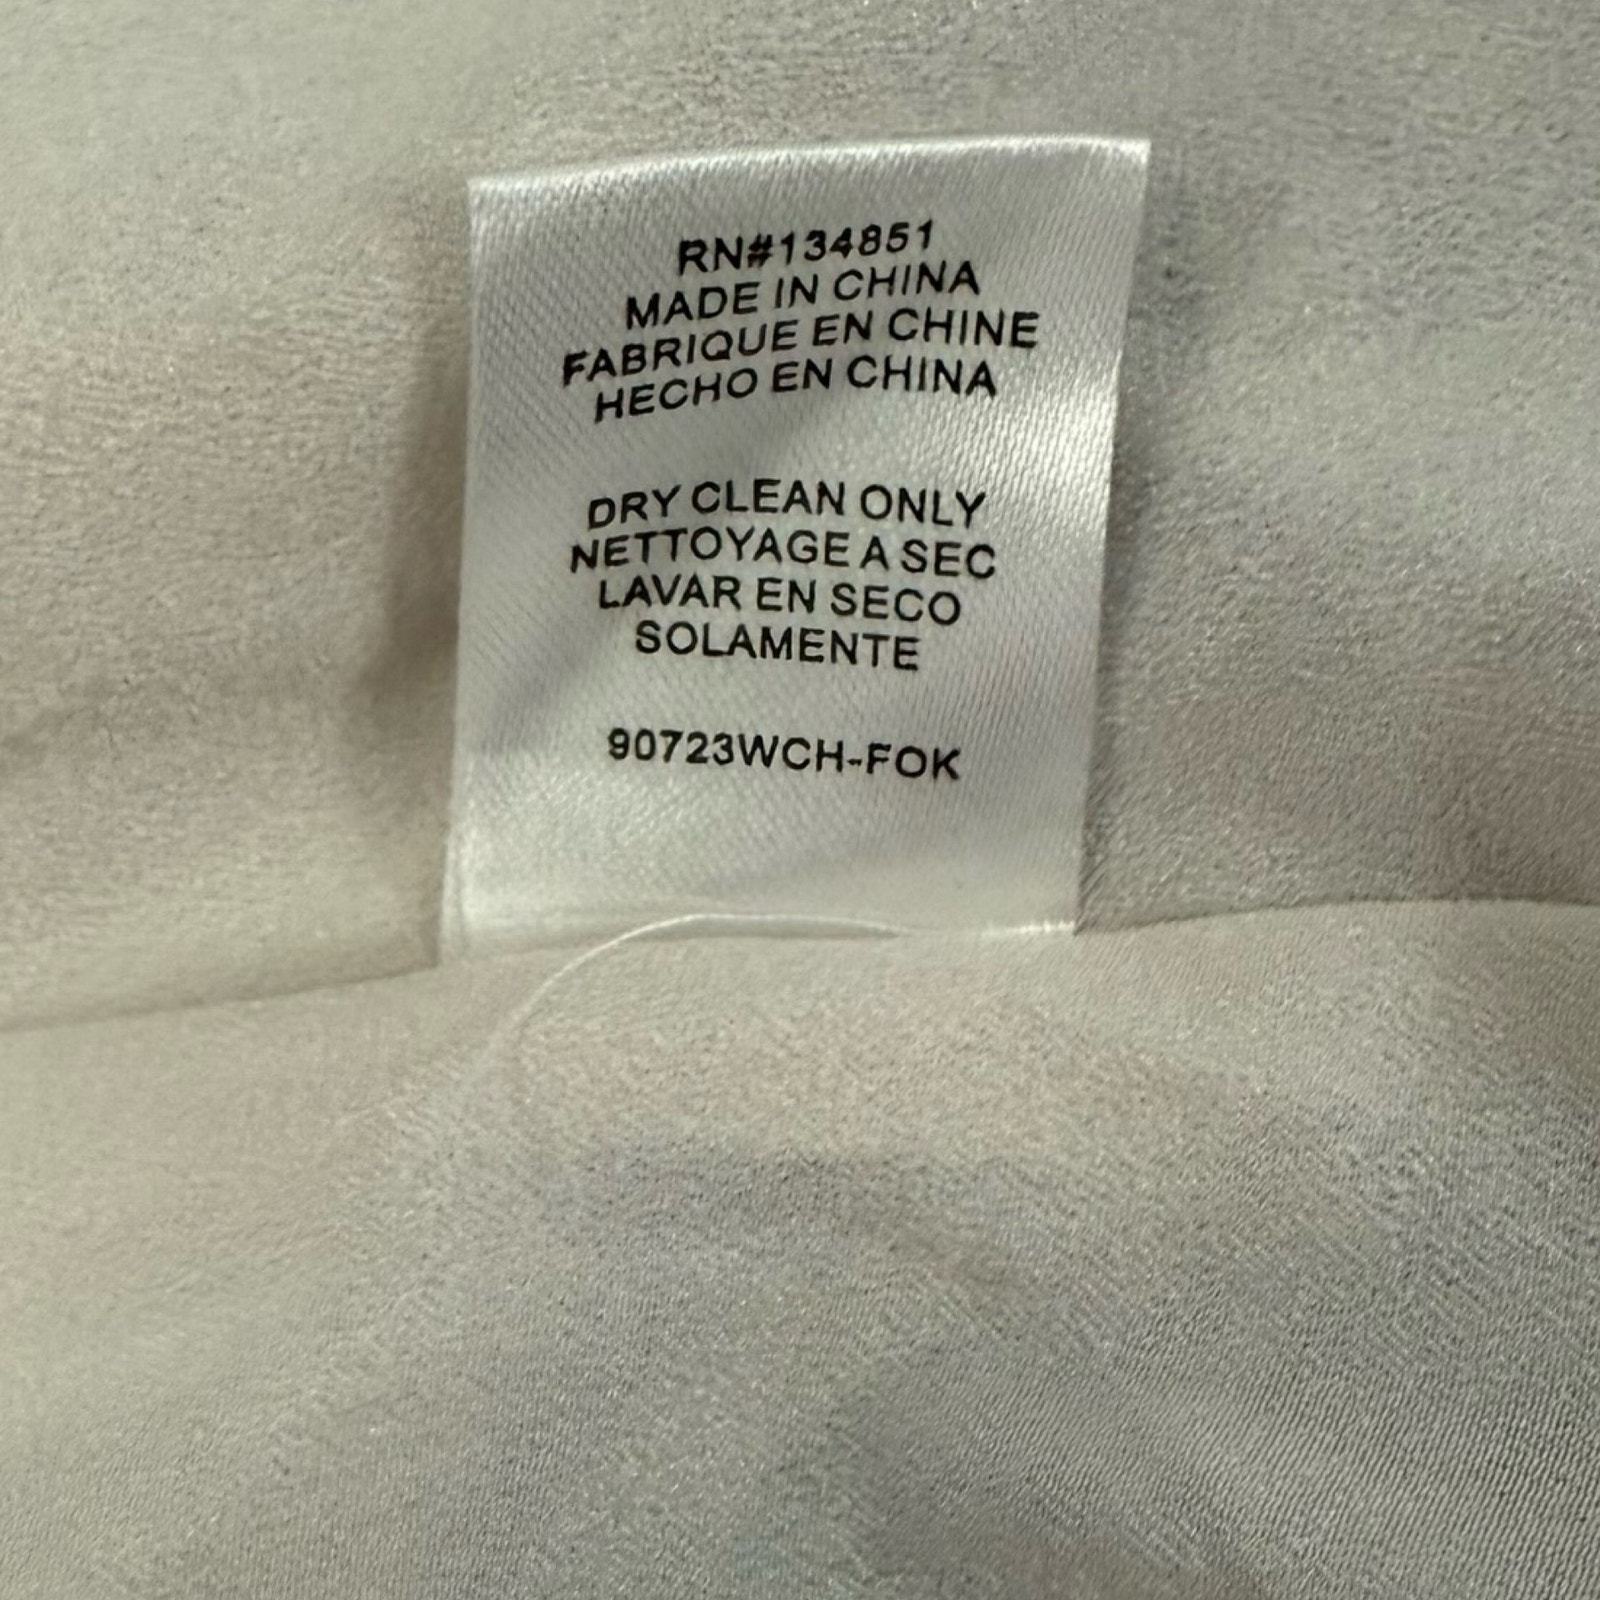 RN#134851
MADE IN CHINA
FABRIQUE EN CHINE
HECHO EN CHINA
DRY CLEAN ONLY
NETTOYAGE A SEC
LAVAR EN SECO
SOLAMENTE
90723WCH-FOK